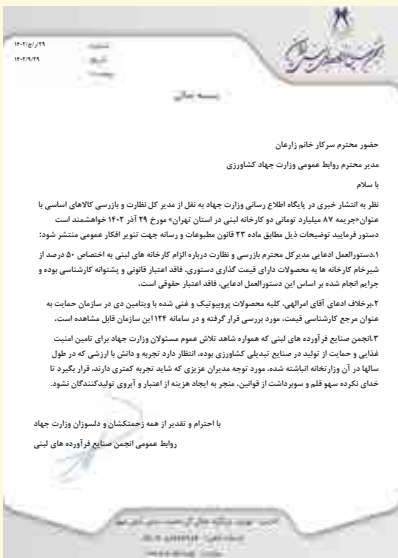 ۱۴۰۲/ج/۲۹
۱۴۰۲/۹/۲۹
بسمه تعالی
حضور محترم سرکار خانم زارعان
مدیر محترم روابط عمومی وزارت جهاد کشاورزی
با سلام
نظر به انتشار خبری در پایگاه اطلاع رسانی وزارت جهاد به نقل از مدیر کل نظارت و بازرسی کالاهای اساسی با
عنوان«جریمه ۸۷ میلیارد تومانی دو کارخانه لبنی در استان تهران» مورخ ۲۹ آذر ۱۴۰۲ خواهشمند است
دستور فرمایید توضیحات ذیل مطابق ماده ۲۳ قانون مطبوعات و رسانه جهت تنویر افکار عمومی منتشر شود:
۱.دستورالعمل ادعایی مدیرکل محترم بازرسی و نظارت درباره الزام کارخانه های لبنی به اختصاص ۵۰ درصد از
شیرخام کارخانه ها به محصولات دارای قیمت گذاری دستوری، فاقد اعتبار قانونی و پشتوانه کارشناسی بوده و
جرایم انجام شده بر اساس این دستورالعمل ادعایی، فاقد اعتبار حقوقی است.
۲.برخلاف ادعای آقای امرالهی، کلیه محصولات پروبیوتیک و غنی شده با ویتامین دی در سازمان حمایت به
عنوان مرجع کارشناسی قیمت، مورد بررسی قرار گرفته و در سامانه ۱۲۴ این سازمان قابل مشاهده است.
۳.انجمن صنایع فرآورده های لبنی که همواره شاهد تلاش عموم مسئولان وزارت جهاد برای تامین امنیت
غذایی و حمایت از تولید در صنایع تبدیلی کشاورزی بوده، انتظار دارد تجربه و دانش با ارزشی که در طول
سالها در آن وزارتخانه انباشته شده، مورد توجه مدیران عزیزی که شاید تجربه کمتری دارند، قرار بگیرد تا
خدای نکرده سهو قلم و سوبرداشت از قوانین، منجر به ایجاد هزینه از اعتبار و آبروی تولیدکنندگان نشود.
با احترام و تقدیر از همه زحمتکشان و دلسوزان وزارت جهاد
روابط عمومی انجمن صنایع فرآورده های لبنی